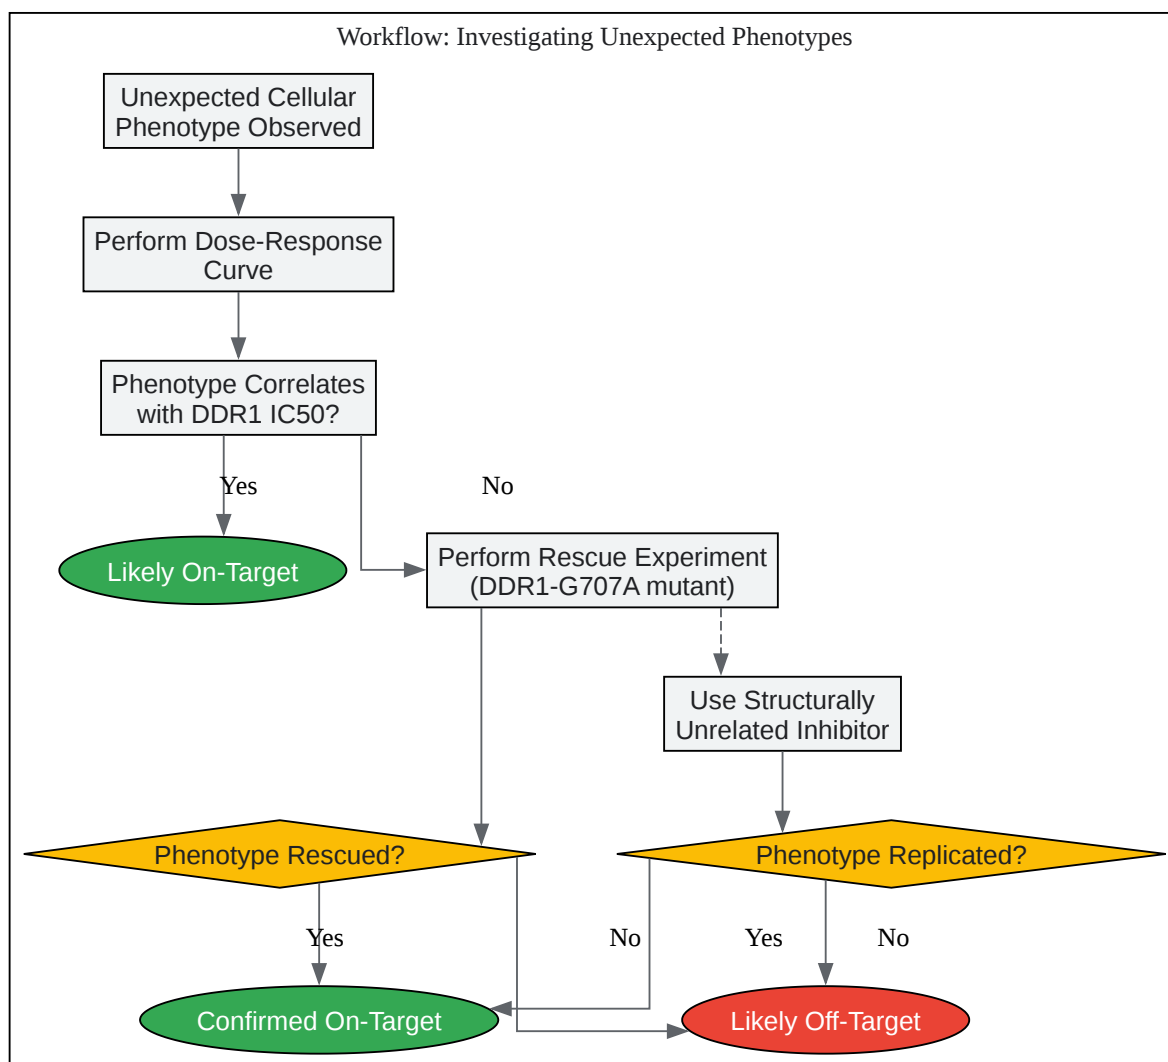 Workflow: Investigating Unexpected Phenotypes
Unexpected Cellular
Phenotype Observed
Perform Dose-Response
Curve
Phenotype Correlates
with DDR1 IC50?
Yes
No
Likely On-Target
Perform Rescue Experiment
(DDR1-G707A mutant)
Use Structurally
Unrelated Inhibitor
Phenotype Rescued?
Phenotype Replicated?
Yes
No
Yes
No
Confirmed On-Target
Likely Off-Target